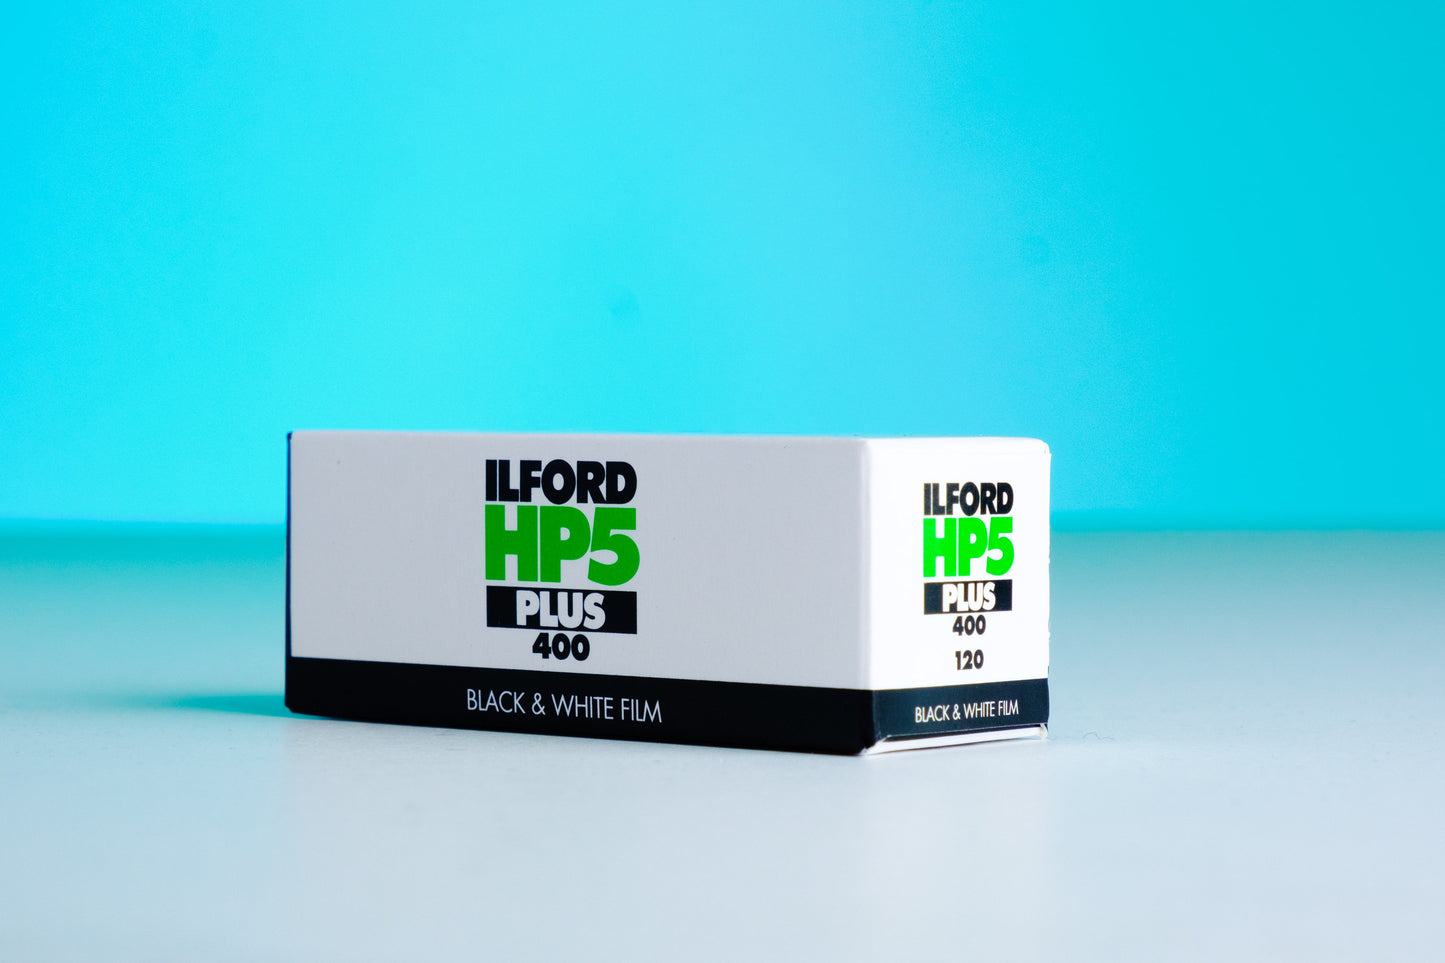 ILFORD
HP5
PLUS
400
BLACK & WHITE FILM
ILFORD
HP5
PLUS
400
120
BLACK & WHITE FILM